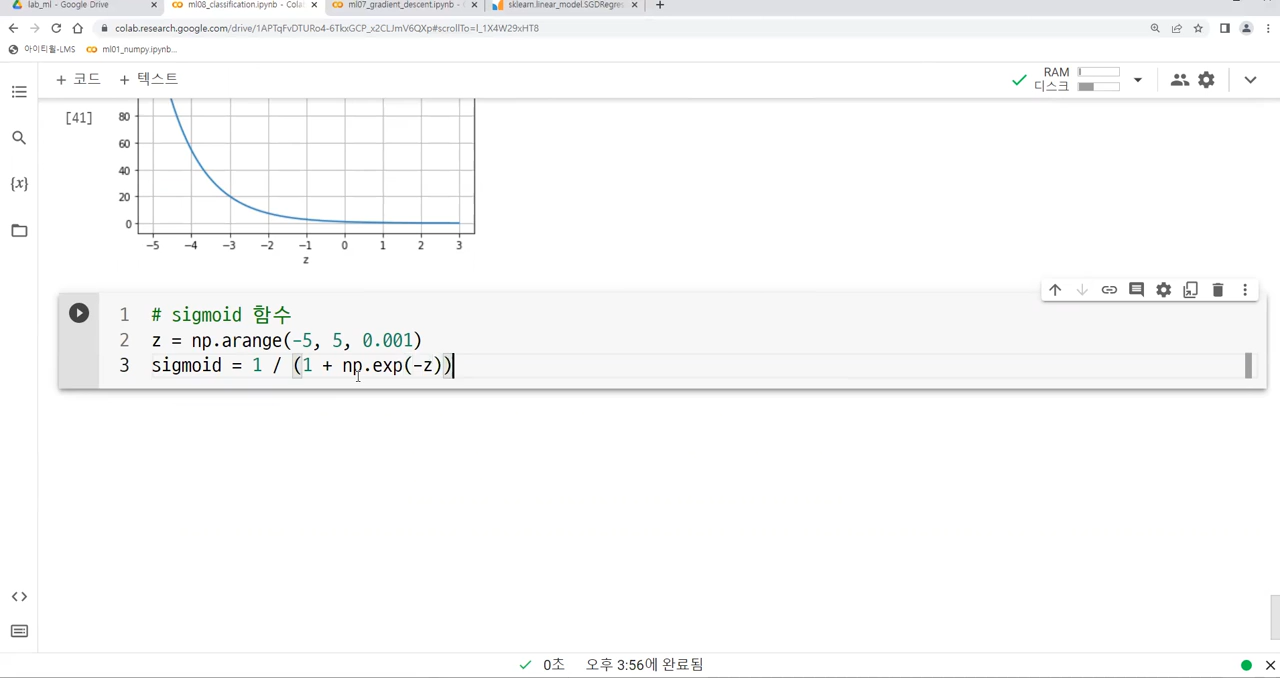 lab_ml - Google Drive
ml08_classification.ipynb - Colab
ml07_gradient_descent.ipynb - C
sklearn.linear_model.SGDRegres
colab.research.google.com/drive/1APTqFvDTURo4-6TkxGCP_x2CLJmV6QXp#scrollTo=l_1X4W29xHT8
아이티윌-LMS
ml01_numpy.ipynb...
+ 코드
+ 텍스트
RAM
디스크
[41]
80
60
40
20
0
−5 −4 −3 −2 −1 0 1 2 3
z
1 # sigmoid 함수
2 z = np.arange(-5, 5, 0.001)
3 sigmoid = 1 / (1 + np.exp(-z))
{x}
0초 오후 3:56에 완료됨